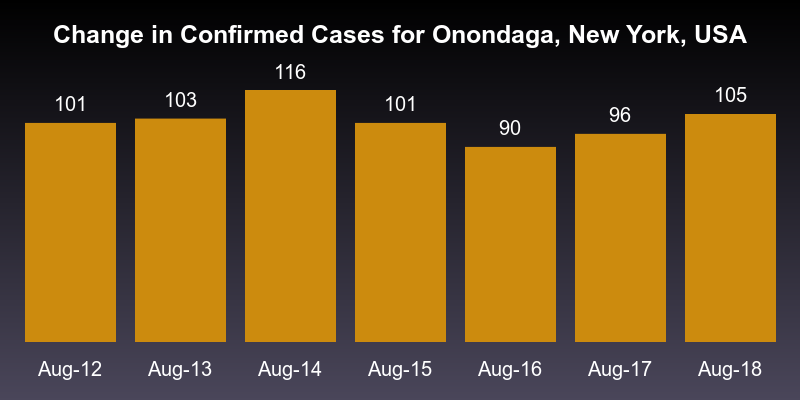 Change in Confirmed Cases for Onondaga, New York, USA
101 103 116 101 90 96 105
Aug-12 Aug-13 Aug-14 Aug-15 Aug-16 Aug-17 Aug-18